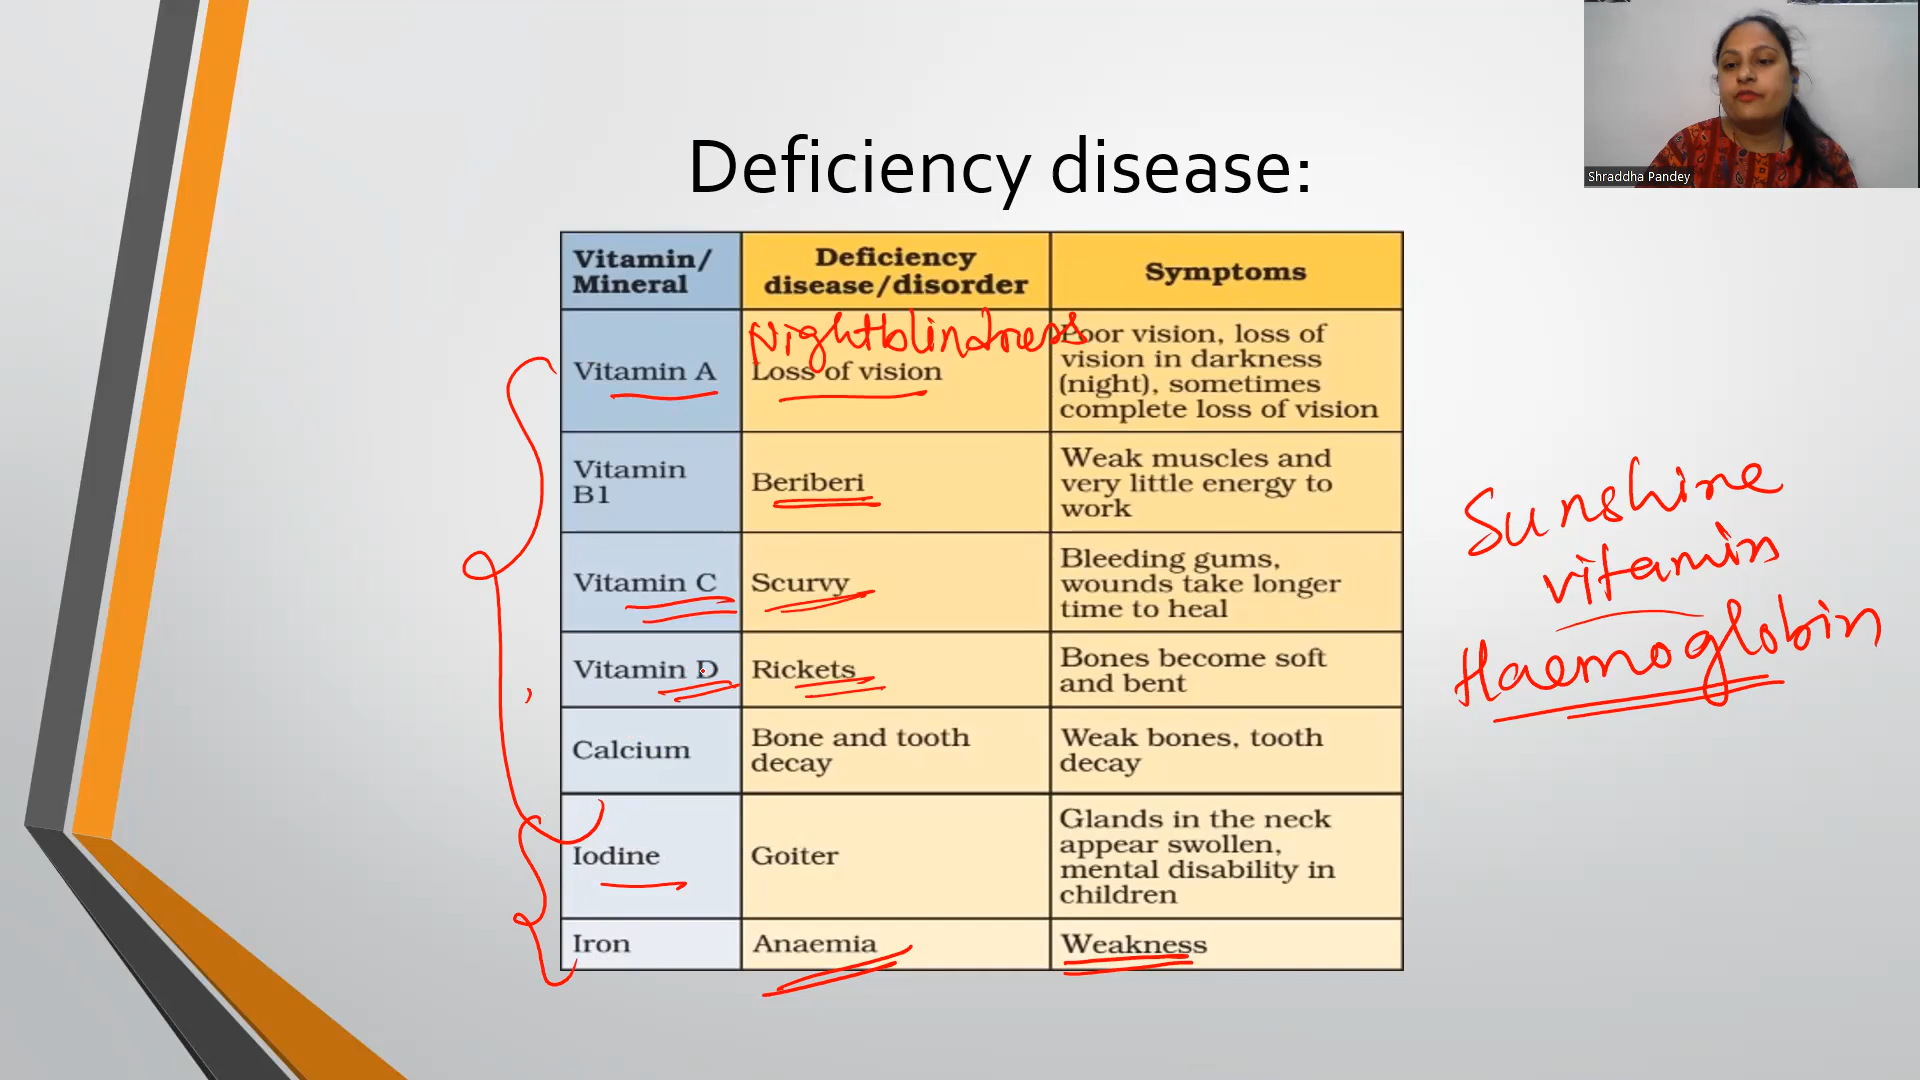 Shraddha Pandey
Deficiency disease:
Vitamin/
Mineral
Deficiency
disease/disorder
Symptoms
Vitamin A
Nightblindness
Loss of vision
Poor vision, loss of
vision in darkness
(night), sometimes
complete loss of vision
Vitamin
B1
Beriberi
Weak muscles and
very little energy to
work
Vitamin C
Scurvy
Bleeding gums,
wounds take longer
time to heal
Vitamin D
Rickets
Bones become soft
and bent
Calcium
Bone and tooth
decay
Weak bones, tooth
decay
Iodine
Goiter
Glands in the neck
appear swollen,
mental disability in
children
Iron
Anaemia
Weakness
Sunshine
vitamin
Haemoglobin